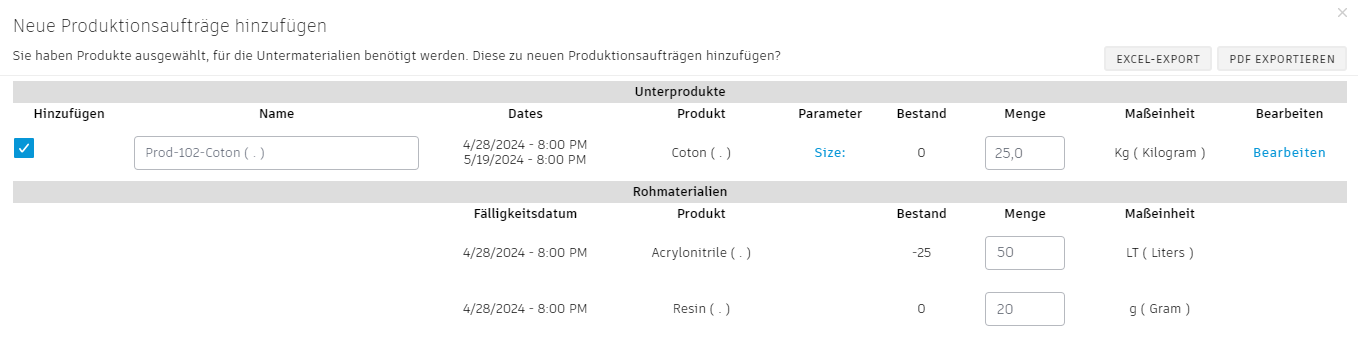 ×
Neue Produktionsaufträge hinzufügen
Sie haben Produkte ausgewählt, für die Untermaterialien benötigt werden. Diese zu neuen Produktionsaufträgen hinzufügen?
EXCEL-EXPORT PDF EXPORTIEREN
Unterprodukte
Hinzufügen Name Dates Produkt Parameter Bestand Menge Maßeinheit Bearbeiten
4/28/2024 - 8:00 PM
Prod-102-Coton ( . ) Coton ( . ) Size: 0 25,0 Kg ( Kilogram ) Bearbeiten
5/19/2024 - 8:00 PM
Rohmaterialien
Fälligkeitsdatum Produkt Bestand Menge Maßeinheit
4/28/2024 - 8:00 PM Acrylonitrile ( . ) -25 50 LT ( Liters )
4/28/2024 - 8:00 PM Resin ( . ) 0 20 g ( Gram )